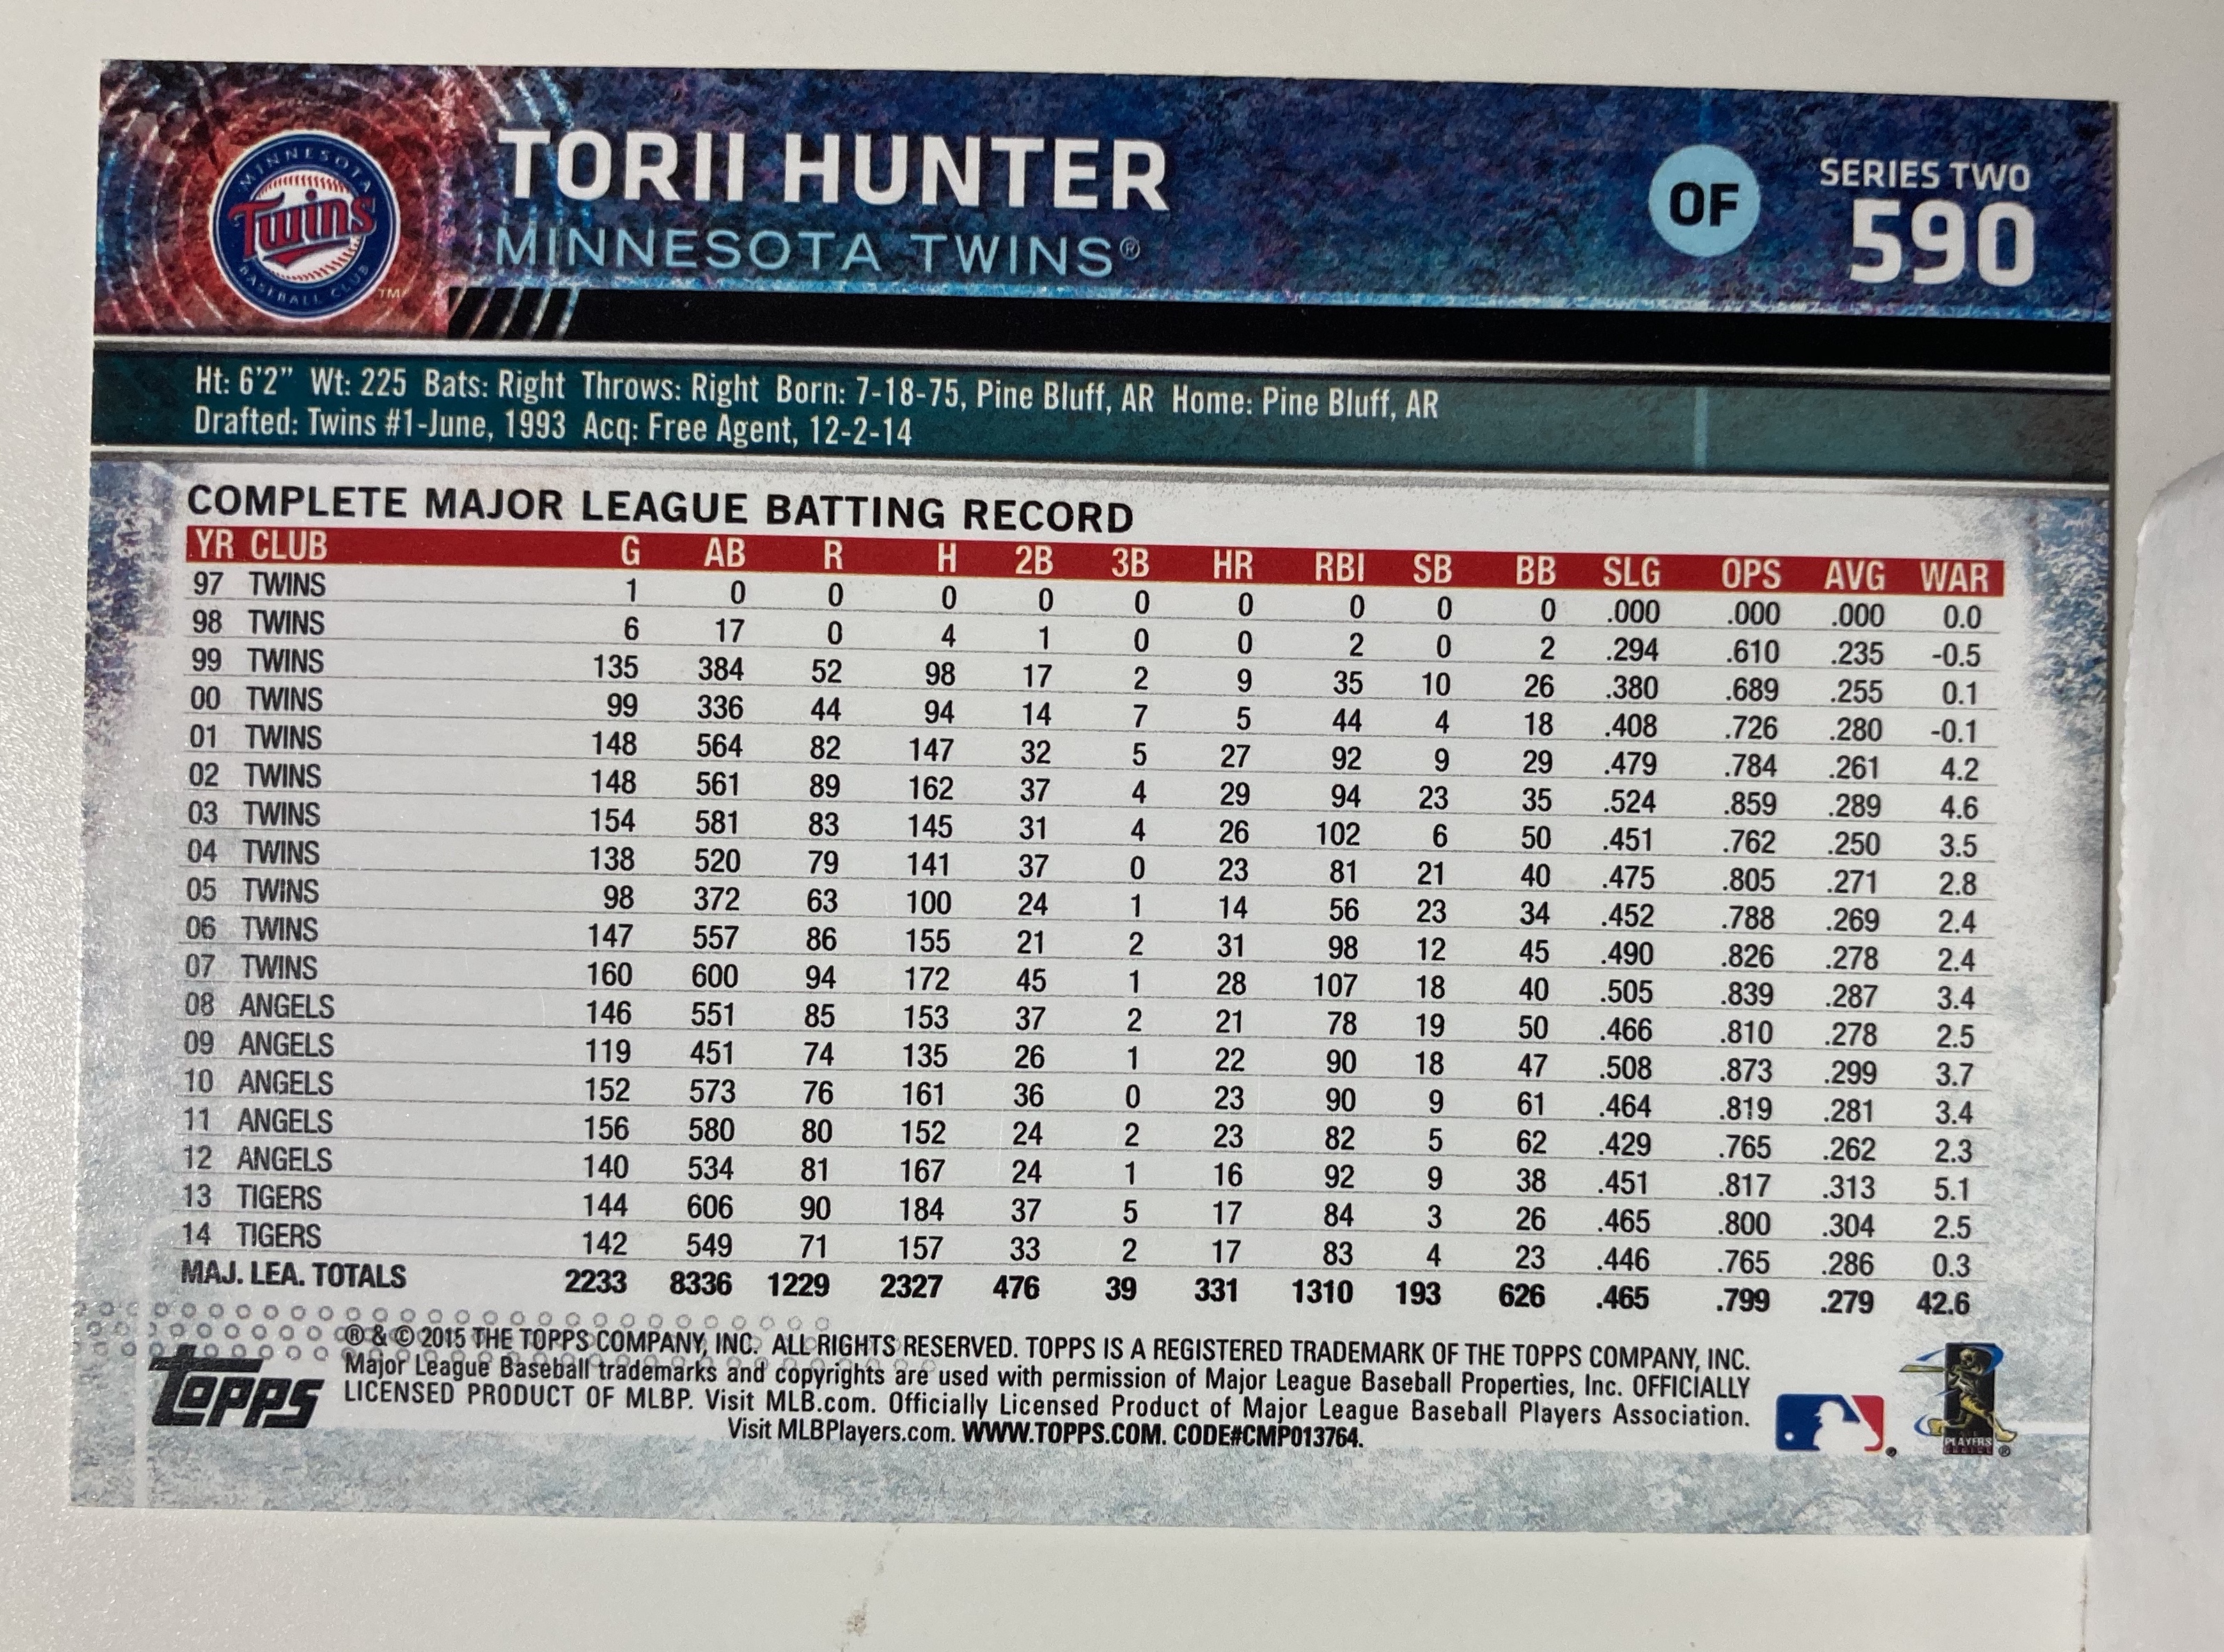 MINNESOTA
Twins
BASEBALL CLUB
TM
TORII HUNTER
MINNESOTA TWINS®
OF
SERIES TWO
590
Ht: 6'2” Wt: 225 Bats: Right Throws: Right Born: 7-18-75, Pine Bluff, AR Home: Pine Bluff, AR
Drafted: Twins #1-June, 1993 Acq: Free Agent, 12-2-14
COMPLETE MAJOR LEAGUE BATTING RECORD
YR CLUB G AB R H 2B 3B HR RBI SB BB SLG OPS AVG WAR
97 TWINS 1 0 0 0 0 0 0 0 0 0 .000 .000 .000 0.0
98 TWINS 6 17 0 4 1 0 0 2 0 2 .294 .610 .235 -0.5
99 TWINS 135 384 52 98 17 2 9 35 10 26 .380 .689 .255 0.1
00 TWINS 99 336 44 94 14 7 5 44 4 18 .408 .726 .280 -0.1
01 TWINS 148 564 82 147 32 5 27 92 9 29 .479 .784 .261 4.2
02 TWINS 148 561 89 162 37 4 29 94 23 35 .524 .859 .289 4.6
03 TWINS 154 581 83 145 31 4 26 102 6 50 .451 .762 .250 3.5
04 TWINS 138 520 79 141 37 0 23 81 21 40 .475 .805 .271 2.8
05 TWINS 98 372 63 100 24 1 14 56 23 34 .452 .788 .269 2.4
06 TWINS 147 557 86 155 21 2 31 98 12 45 .490 .826 .278 2.4
07 TWINS 160 600 94 172 45 1 28 107 18 40 .505 .839 .287 3.4
08 ANGELS 146 551 85 153 37 2 21 78 19 50 .466 .810 .278 2.5
09 ANGELS 119 451 74 135 26 1 22 90 18 47 .508 .873 .299 3.7
10 ANGELS 152 573 76 161 36 0 23 90 9 61 .464 .819 .281 3.4
11 ANGELS 156 580 80 152 24 2 23 82 5 62 .429 .765 .262 2.3
12 ANGELS 140 534 81 167 24 1 16 92 9 38 .451 .817 .313 5.1
13 TIGERS 144 606 90 184 37 5 17 84 3 26 .465 .800 .304 2.5
14 TIGERS 142 549 71 157 33 2 17 83 4 23 .446 .765 .286 0.3
MAJ. LEA. TOTALS 2233 8336 1229 2327 476 39 331 1310 193 626 .465 .799 .279 42.6
® & © 2015 THE TOPPS COMPANY, INC. ALL RIGHTS RESERVED. TOPPS IS A REGISTERED TRADEMARK OF THE TOPPS COMPANY, INC.
Major League Baseball trademarks and copyrights are used with permission of Major League Baseball Properties, Inc. OFFICIALLY
LICENSED PRODUCT OF MLBP. Visit MLB.com. Officially Licensed Product of Major League Baseball Players Association.
Visit MLBPlayers.com. WWW.TOPPS.COM. CODE#CMP013764.
TOPPS
®
PLAYERS
®